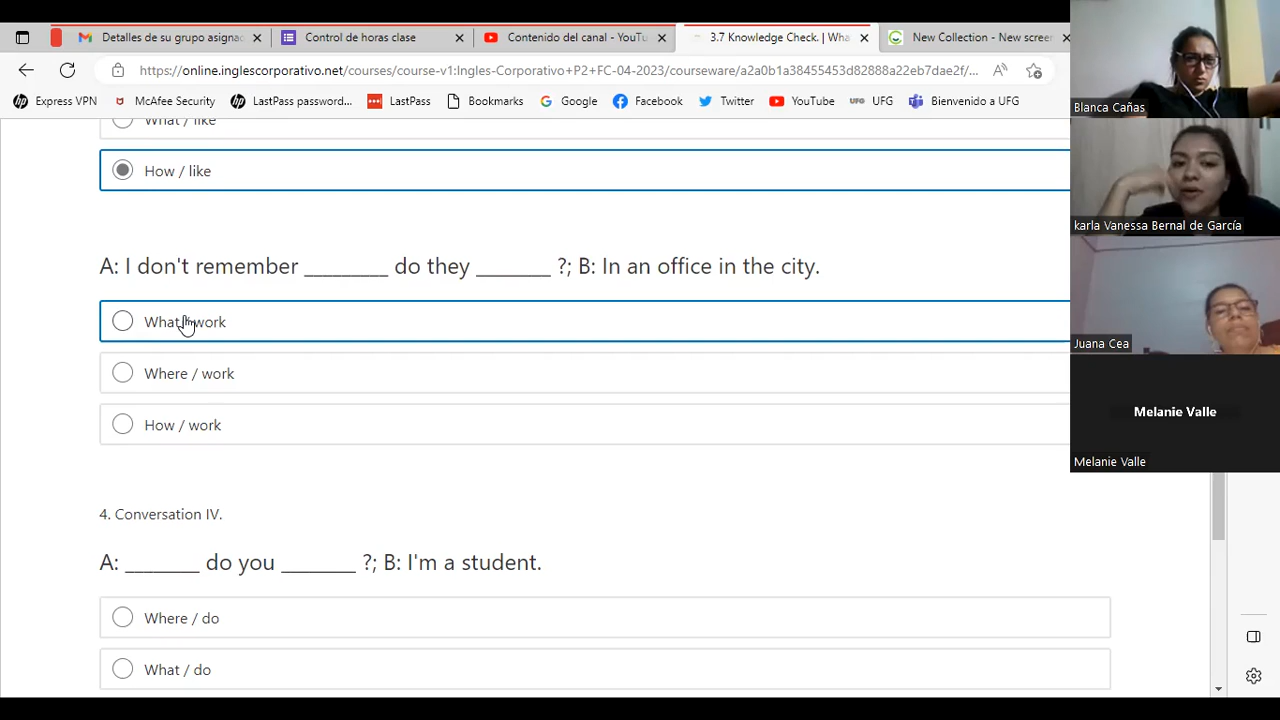 Detalles de su grupo asignac
Control de horas clase
Contenido del canal - YouTu
3.7 Knowledge Check. | Wha
New Collection - New screen
https://online.inglescorporativo.net/courses/course-v1:Ingles-Corporativo+P2+FC-04-2023/courseware/a2a0b1a38455453d82888a22eb7dae2f/...
Express VPN
McAfee Security
LastPass password...
LastPass
Bookmarks
Google
Facebook
Twitter
YouTube
UFG
Bienvenido a UFG
What / like
How / like
A: I don't remember _________ do they ________ ?; B: In an office in the city.
What / work
Where / work
How / work
4. Conversation IV.
A: ________ do you ________ ?; B: I'm a student.
Where / do
What / do
Blanca Cañas
karla Vanessa Bernal de García
Juana Cea
Melanie Valle
Melanie Valle